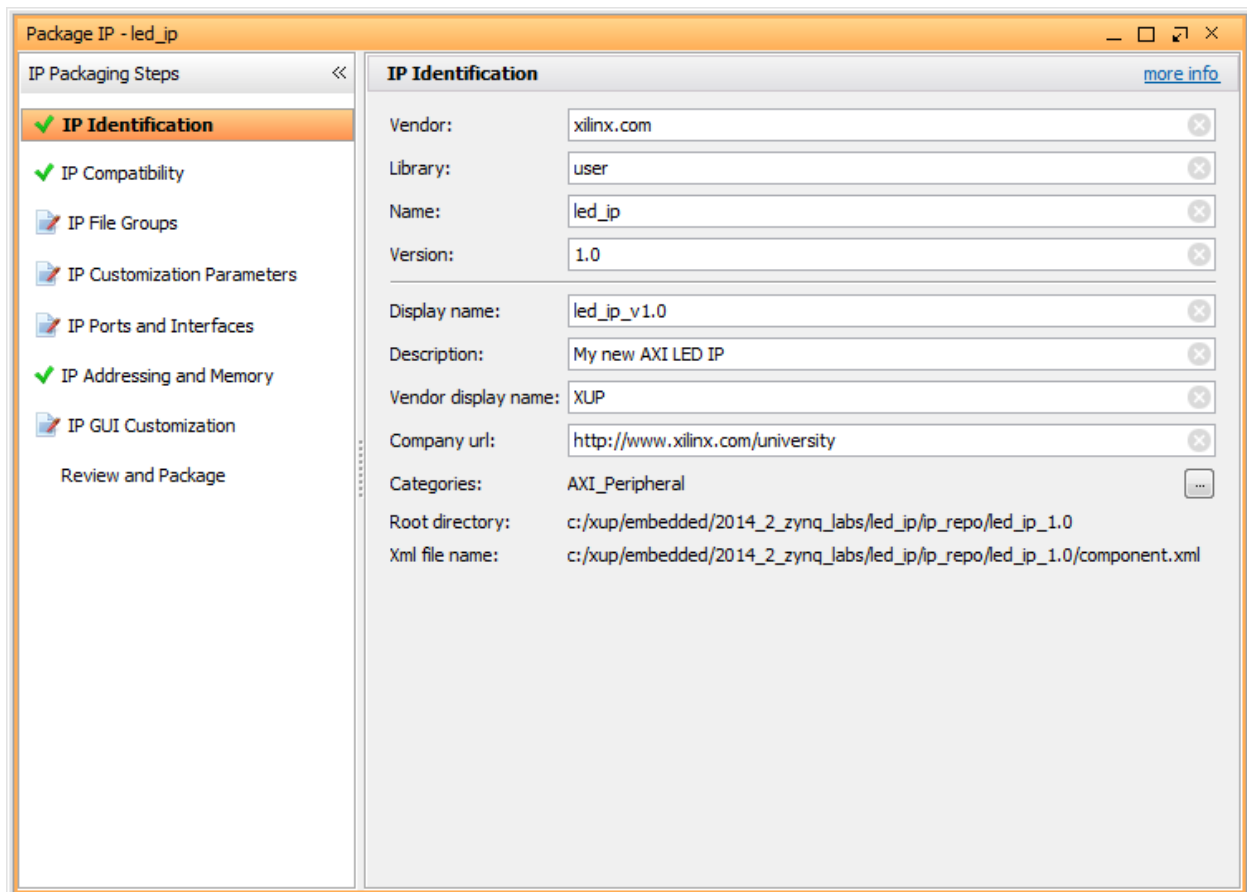 Package IP - led_ip
IP Packaging Steps «
IP Identification
IP Compatibility
IP File Groups
IP Customization Parameters
IP Ports and Interfaces
IP Addressing and Memory
IP GUI Customization
Review and Package
IP Identification more info
Vendor: xilinx.com
Library: user
Name: led_ip
Version: 1.0
Display name: led_ip_v1.0
Description: My new AXI LED IP
Vendor display name: XUP
Company url: http://www.xilinx.com/university
Categories: AXI_Peripheral ...
Root directory: c:/xup/embedded/2014_2_zynq_labs/led_ip/ip_repo/led_ip_1.0
Xml file name: c:/xup/embedded/2014_2_zynq_labs/led_ip/ip_repo/led_ip_1.0/component.xml